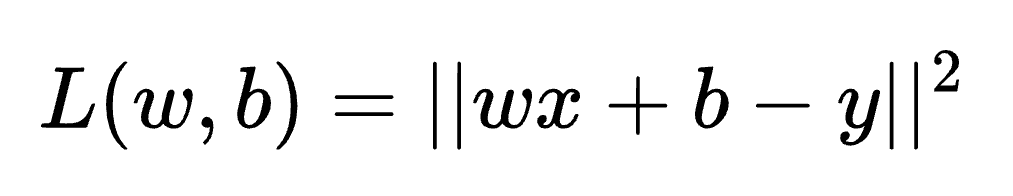 L(w, b) = ||wx + b − y||²